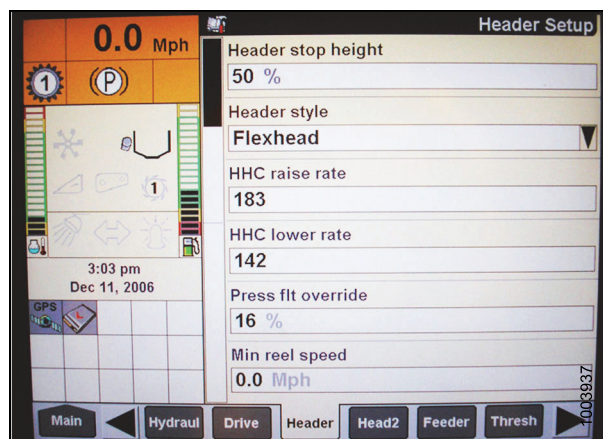 0.0 Mph
Header Setup
1
(P)
Header stop height
50 %
Header style
Flexhead
HHC raise rate
183
1
HHC lower rate
142
3:03 pm
Dec 11, 2006
Press flt override
16 %
GPS
L
Min reel speed
0.0 Mph
1003937
Main
Hydraul
Drive
Header
Head2
Feeder
Thresh